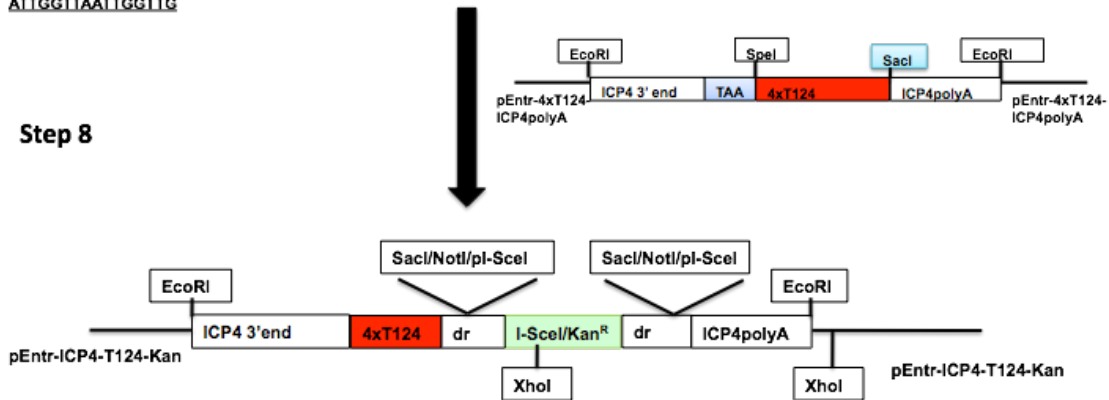 ATTGGTTAATTGGTTG
EcoRI SpeI SacI EcoRI
ICP4 3' end TAA 4xT124 ICP4polyA
pEntr-4xT124-
ICP4polyA
pEntr-4xT124-
ICP4polyA
Step 8
SacI/NotI/pI-SceI SacI/NotI/pI-SceI
EcoRI EcoRI
ICP4 3'end 4xT124 dr I-SceI/KanR dr ICP4polyA
pEntr-ICP4-T124-Kan pEntr-ICP4-T124-Kan
XhoI XhoI